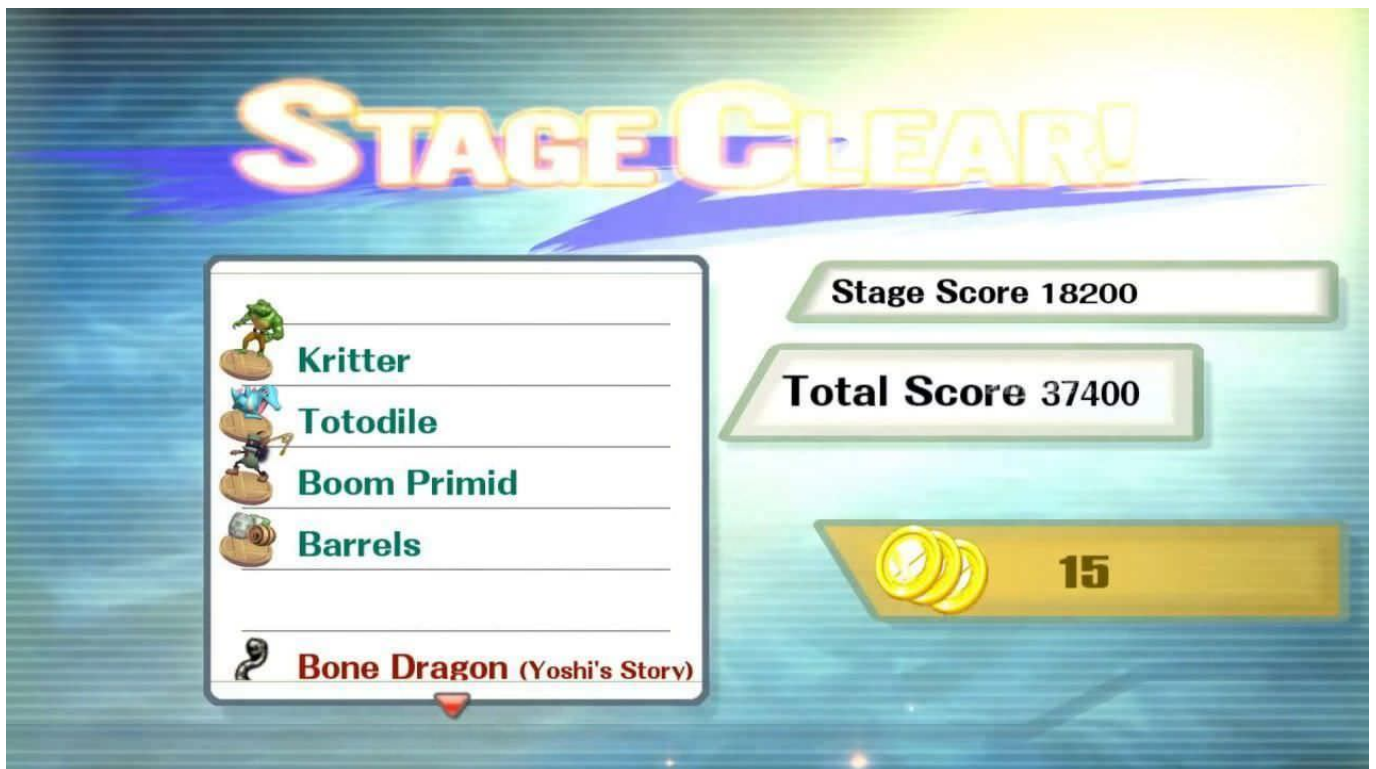 STAGE CLEAR!
Stage Score 18200
Kritter
Total Score 37400
Totodile
Boom Primid
Barrels
15
Bone Dragon (Yoshi's Story)